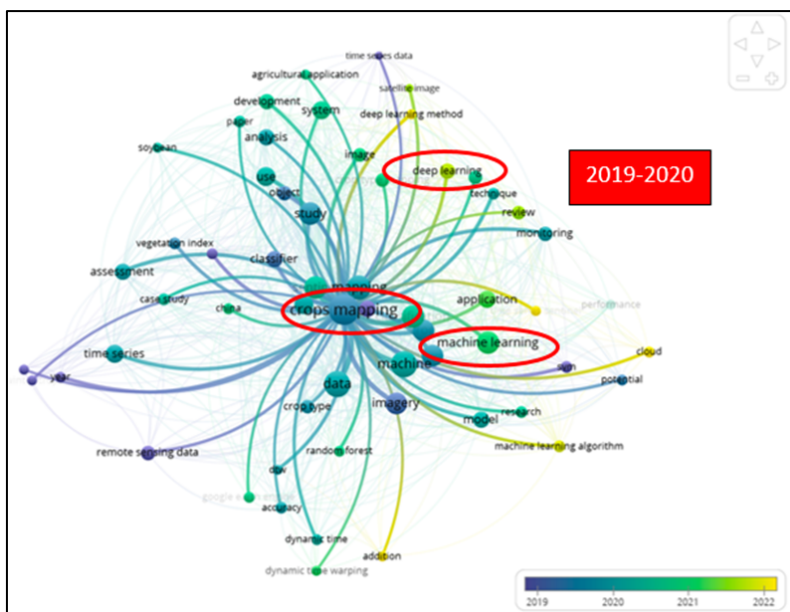 time series data
agricultural application
satellite image
development
system
deep learning method
paper
analysis
soybean
image
deep learning
2019-2020
use
object
technique
study
review
monitoring
vegetation index
classifier
assessment
mapping
case study
application
china
crops mapping
performance
machine learning
time series
machine
cloud
year
data
potential
crop type
imagery
research
model
remote sensing data
random forest
machine learning algorithm
accuracy
dynamic time
addition
dynamic time warping
2019
2020
2021
2022